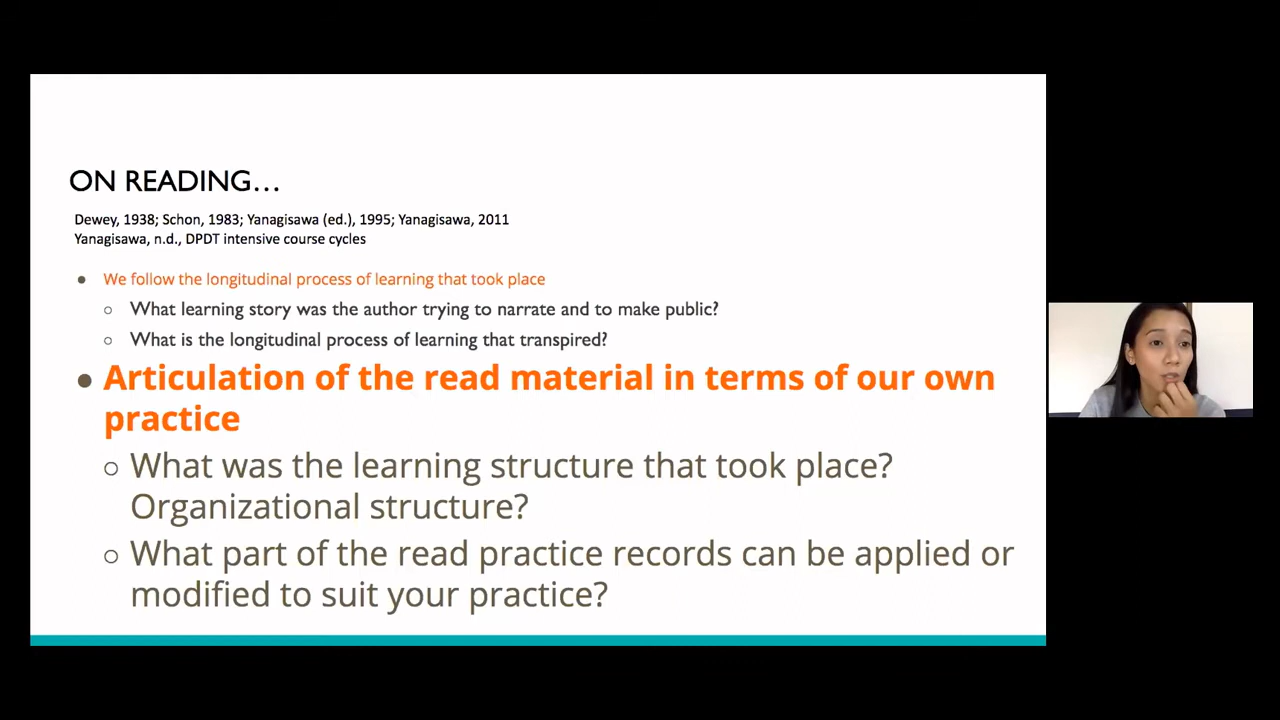 ON READING…
Dewey, 1938; Schon, 1983; Yanagisawa (ed.), 1995; Yanagisawa, 2011
Yanagisawa, n.d., DPDT intensive course cycles
● We follow the longitudinal process of learning that took place
○ What learning story was the author trying to narrate and to make public?
○ What is the longitudinal process of learning that transpired?
● Articulation of the read material in terms of our own
practice
○ What was the learning structure that took place?
Organizational structure?
○ What part of the read practice records can be applied or
modified to suit your practice?